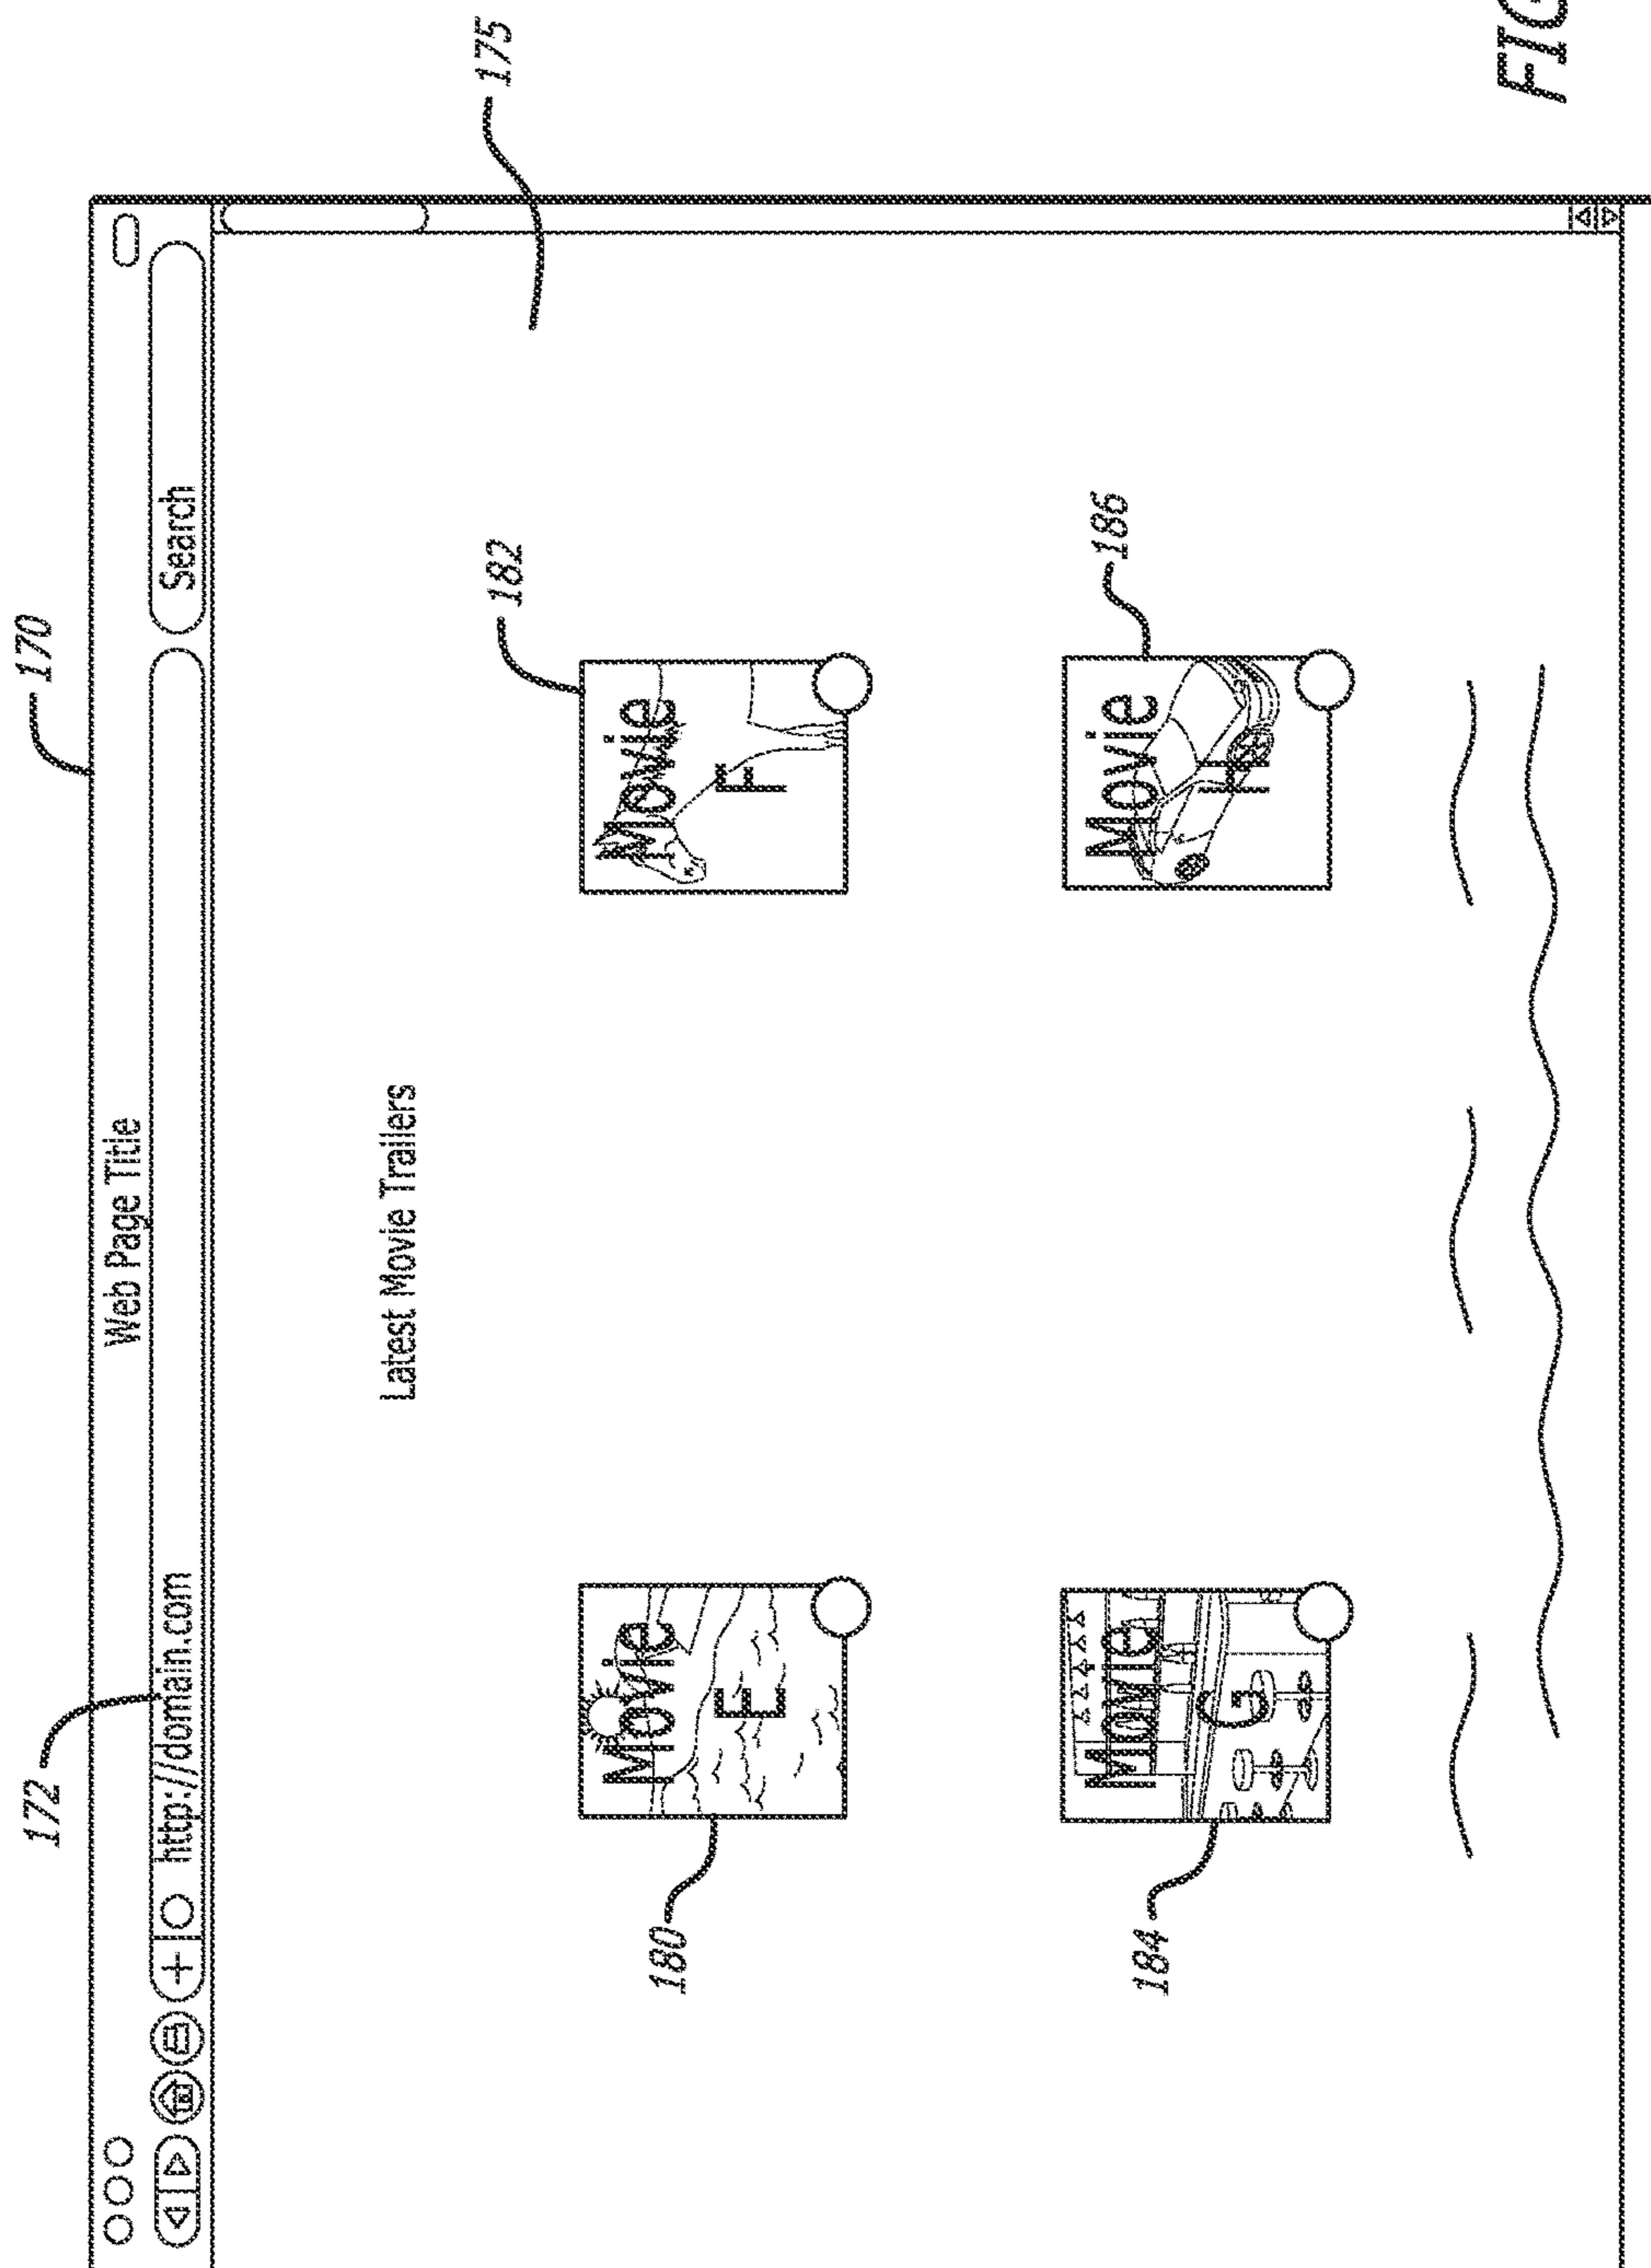 170
172
Web Page Title
http://domain.com
Search
175
Latest Movie Trailers
180
Movie
E
182
Movie
F
184
Movie
G
186
Movie
H
FIG